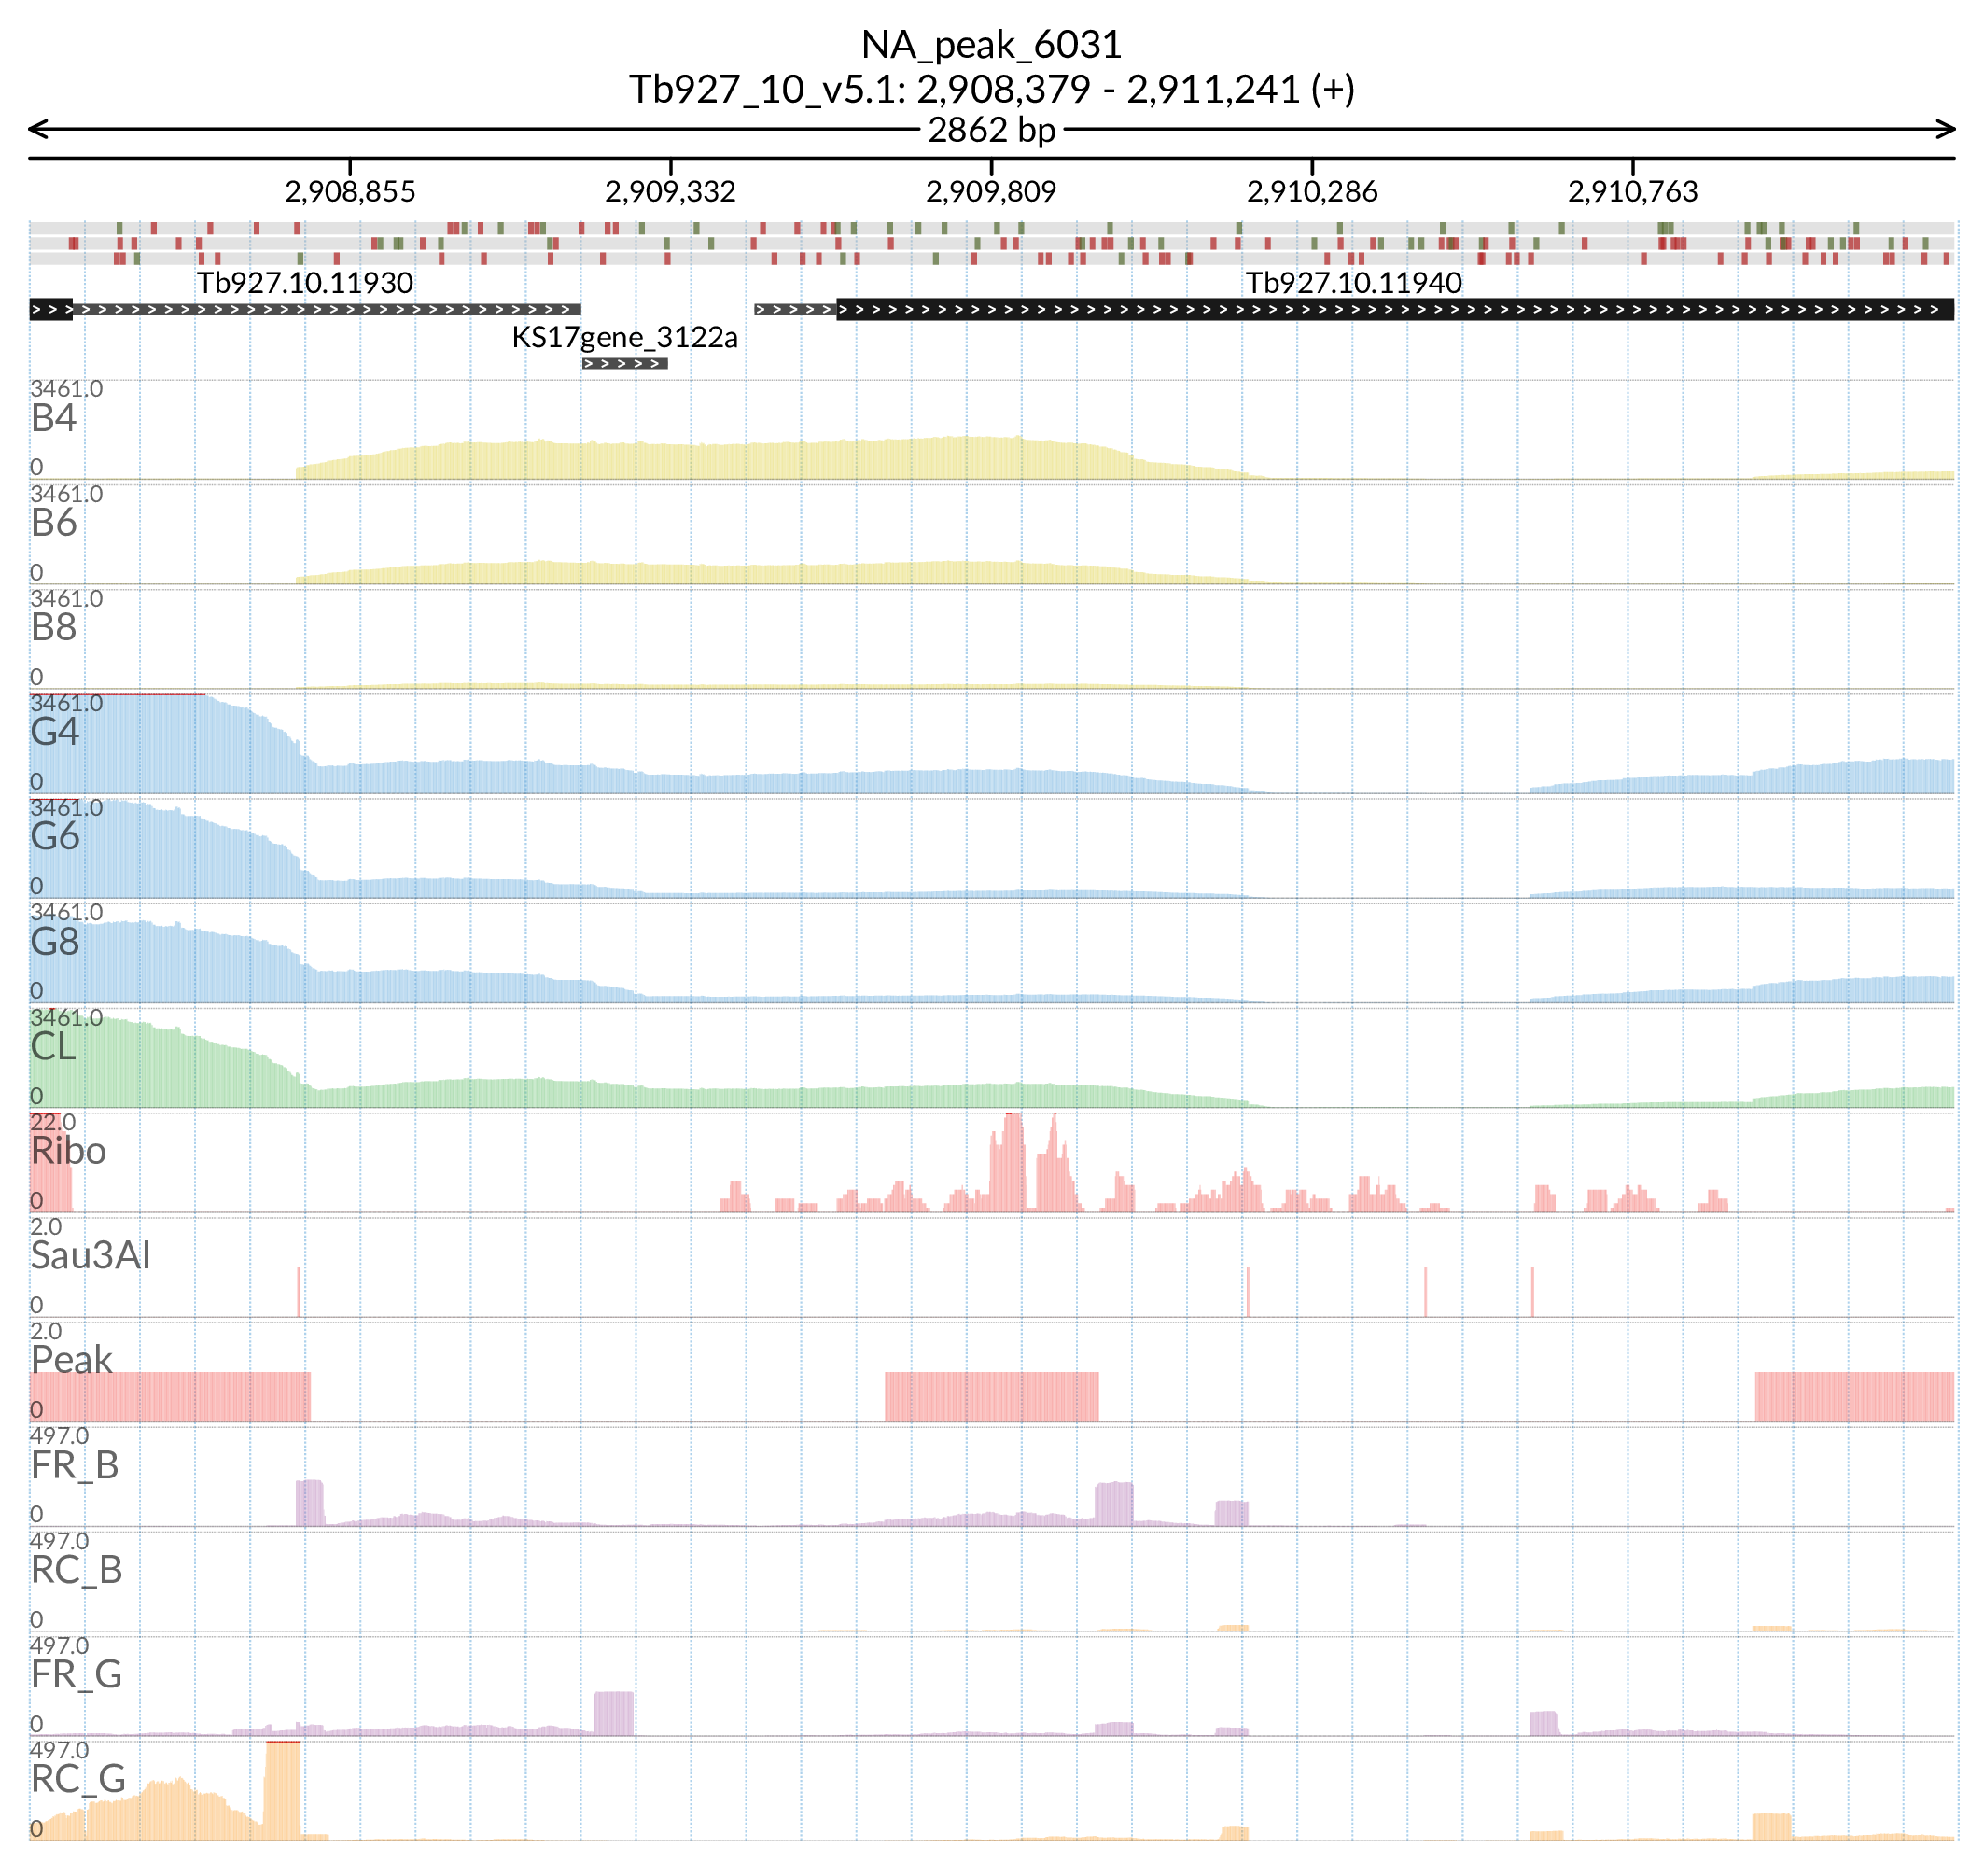 NA_peak_6031
Tb927_10_v5.1: 2,908,379 - 2,911,241 (+)
2862 bp
2,908,855 2,909,332 2,909,809 2,910,286 2,910,763
Tb927.10.11930 Tb927.10.11940
KS17gene_3122a
3461.0
B4
0
3461.0
B6
0
3461.0
B8
0
3461.0
G4
0
3461.0
G6
0
3461.0
G8
0
3461.0
CL
0
22.0
Ribo
0
2.0
Sau3AI
0
2.0
Peak
0
497.0
FR_B
0
497.0
RC_B
0
497.0
FR_G
0
497.0
RC_G
0